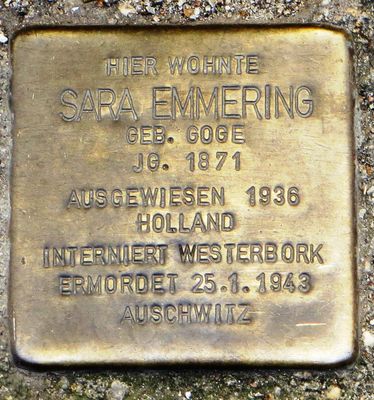 HIER WOHNTE
SARA EMMERING
GEB. GOGE
JG. 1871
AUSGEWIESEN 1936
HOLLAND
INTERNIERT WESTERBORK
ERMORDET 25.1.1943
AUSCHWITZ